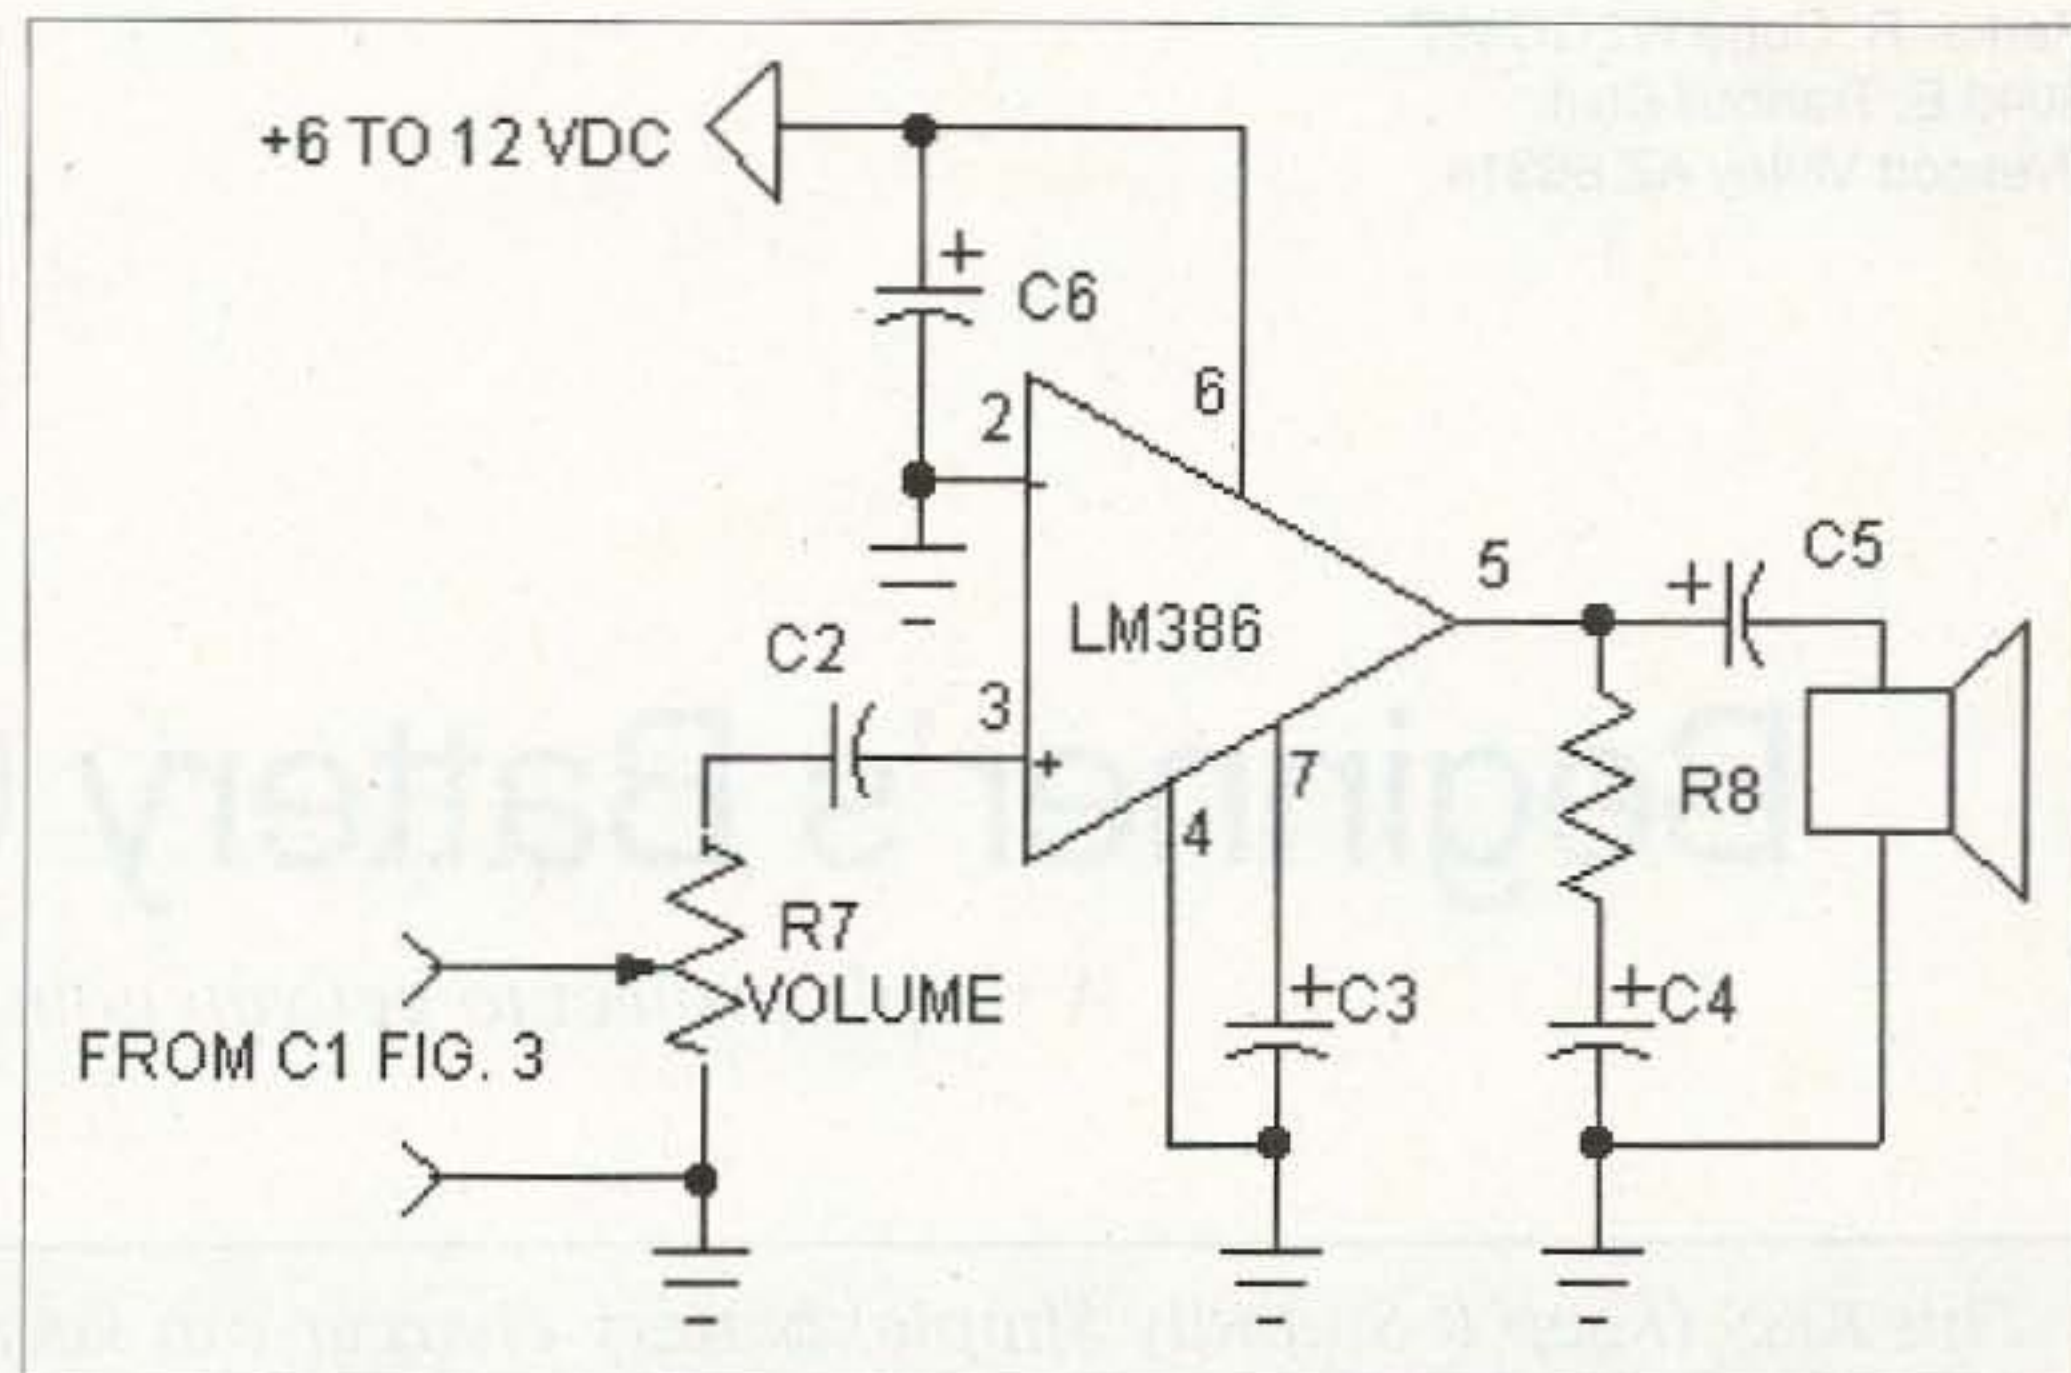 +6 TO 12 VDC
+
C6
2
6
-
LM386
5
+
C5
C2
3
+
7
4
R8
R7
VOLUME
+C3
+C4
FROM C1 FIG. 3